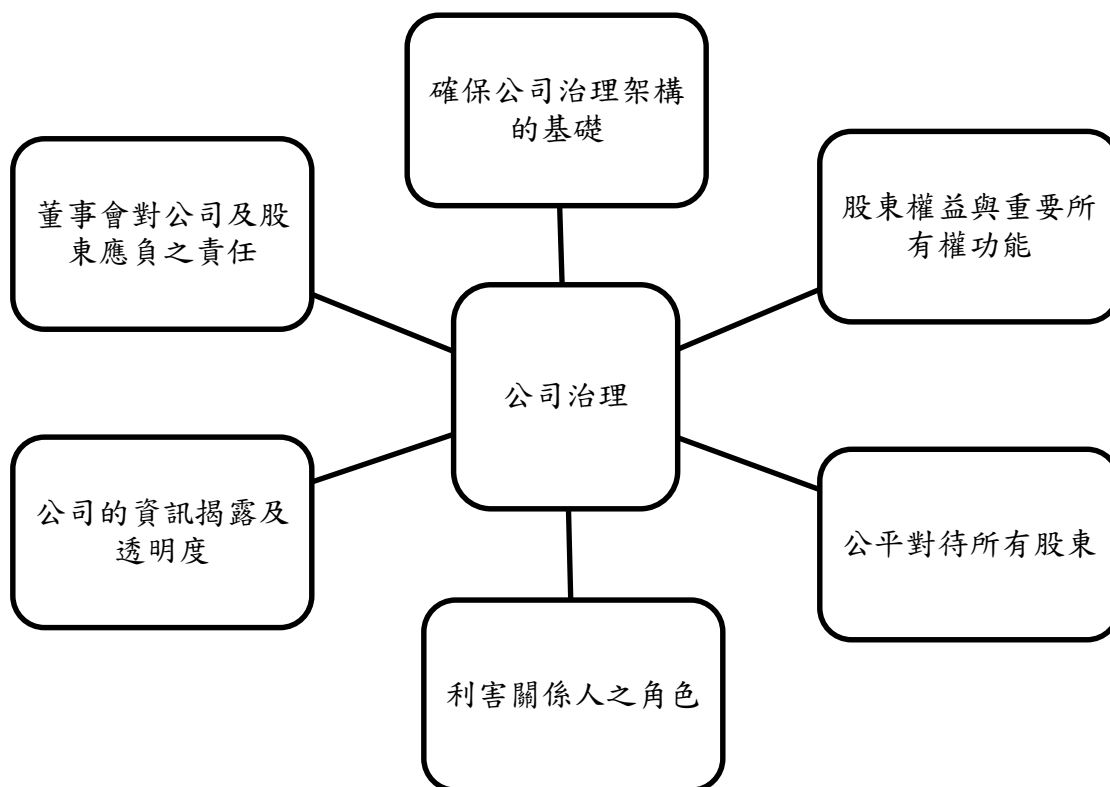 確保公司治理架構
的基礎
董事會對公司及股
東應負之責任
股東權益與重要所
有權功能
公司治理
公司的資訊揭露及
透明度
公平對待所有股東
利害關係人之角色